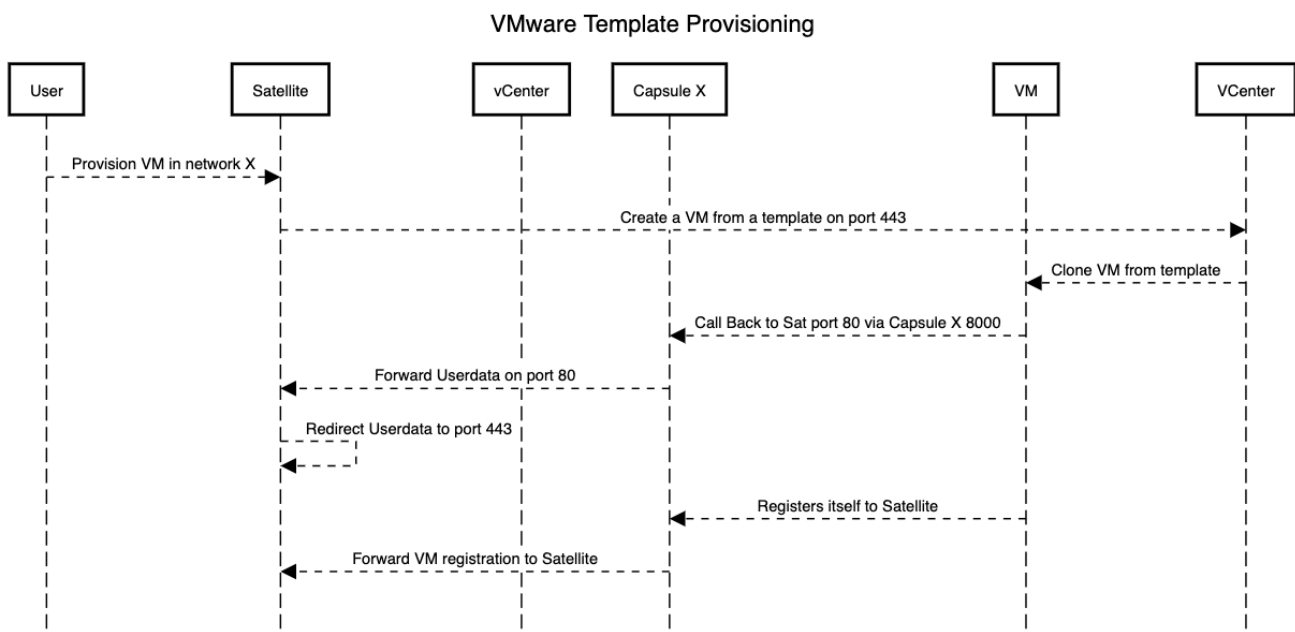 VMware Template Provisioning
User
Satellite
vCenter
Capsule X
VM
VCenter
Provision VM in network X
Create a VM from a template on port 443
Clone VM from template
Call Back to Sat port 80 via Capsule X 8000
Forward Userdata on port 80
Redirect Userdata to port 443
Registers itself to Satellite
Forward VM registration to Satellite